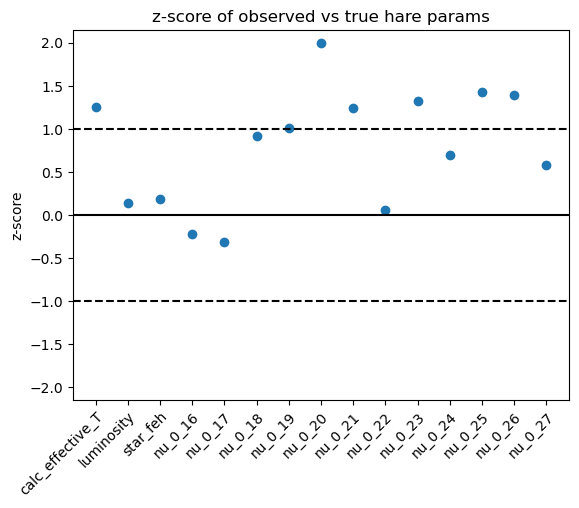 z-score of observed vs true hare params
z-score
2.0
1.5
1.0
0.5
0.0
−0.5
−1.0
−1.5
−2.0
calc_effective_T
luminosity
star_feh
nu_0_16
nu_0_17
nu_0_18
nu_0_19
nu_0_20
nu_0_21
nu_0_22
nu_0_23
nu_0_24
nu_0_25
nu_0_26
nu_0_27